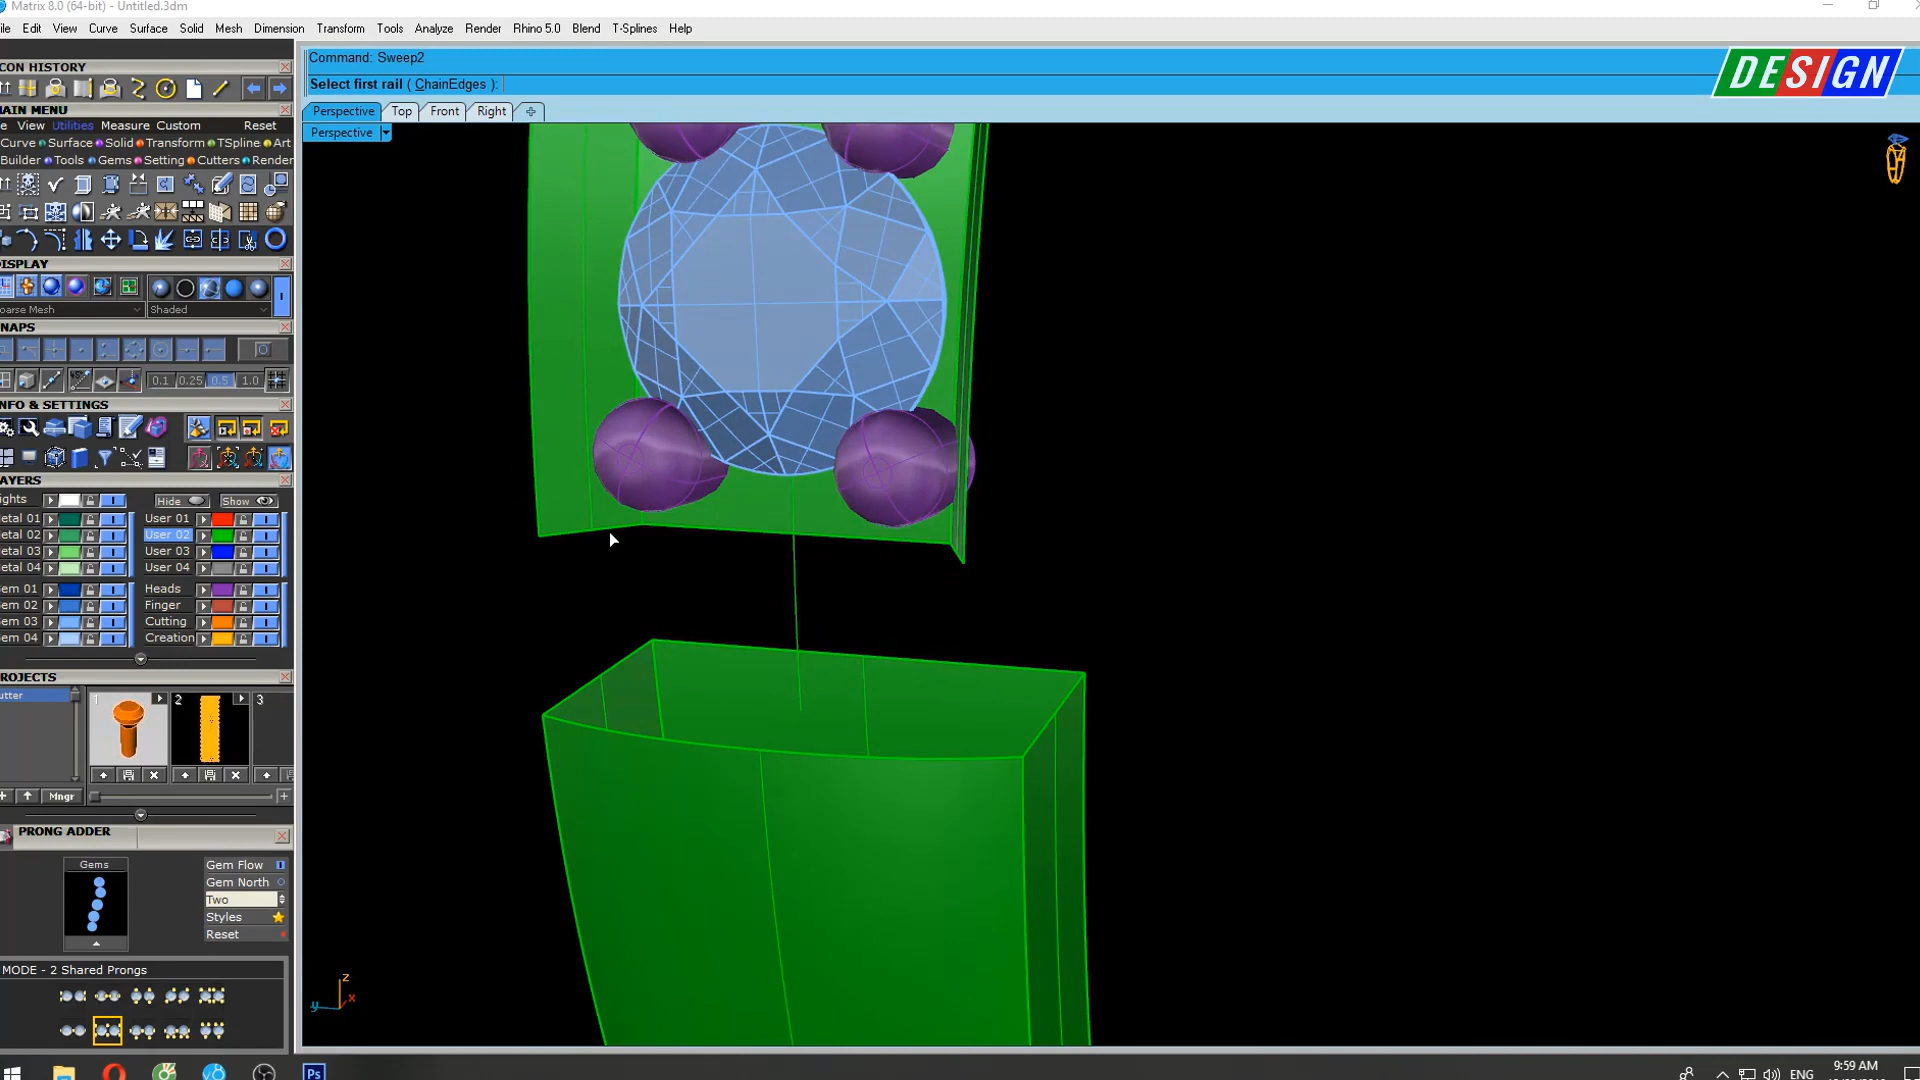 Matrix 8.0 (64-bit) - Untitled.3dm
ile Edit View Curve Surface Solid Mesh Dimension Transform Tools Analyze Render Rhino 5.0 Blend T-Splines Help
Command: Sweep2
Select first rail ( ChainEdges ):
DESIGN
Perspective Top Front Right
Perspective
CON HISTORY
AIN MENU
e View Utilities Measure Custom Reset
Curve Surface Solid Transform TSpline Art
Builder Tools Gems Setting Cutters Render
DISPLAY
oarse Mesh Shaded
NAPS
0.1 0.25 0.5 1.0
NFO & SETTINGS
AYERS
ights Hide Show
etal 01 User 01
etal 02 User 02
etal 03 User 03
etal 04 User 04
em 01 Heads
em 02 Finger
em 03 Cutting
em 04 Creation
ROJECTS
utter 1 2 3
Mngr
PRONG ADDER
Gems Gem Flow
Gem North
Two
Styles
Reset
MODE - 2 Shared Prongs
z
y x
Ps
ENG
9:59 AM